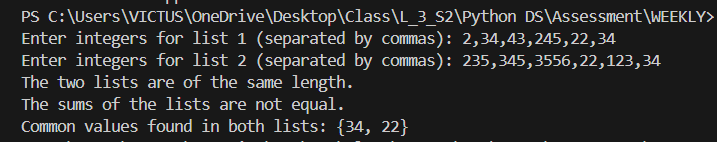 PS C:\Users\VICTUS\OneDrive\Desktop\Class\L_3_S2\Python DS\Assessment\WEEKLY>
Enter integers for list 1 (separated by commas): 2,34,43,245,22,34
Enter integers for list 2 (separated by commas): 235,345,3556,22,123,34
The two lists are of the same length.
The sums of the lists are not equal.
Common values found in both lists: {34, 22}